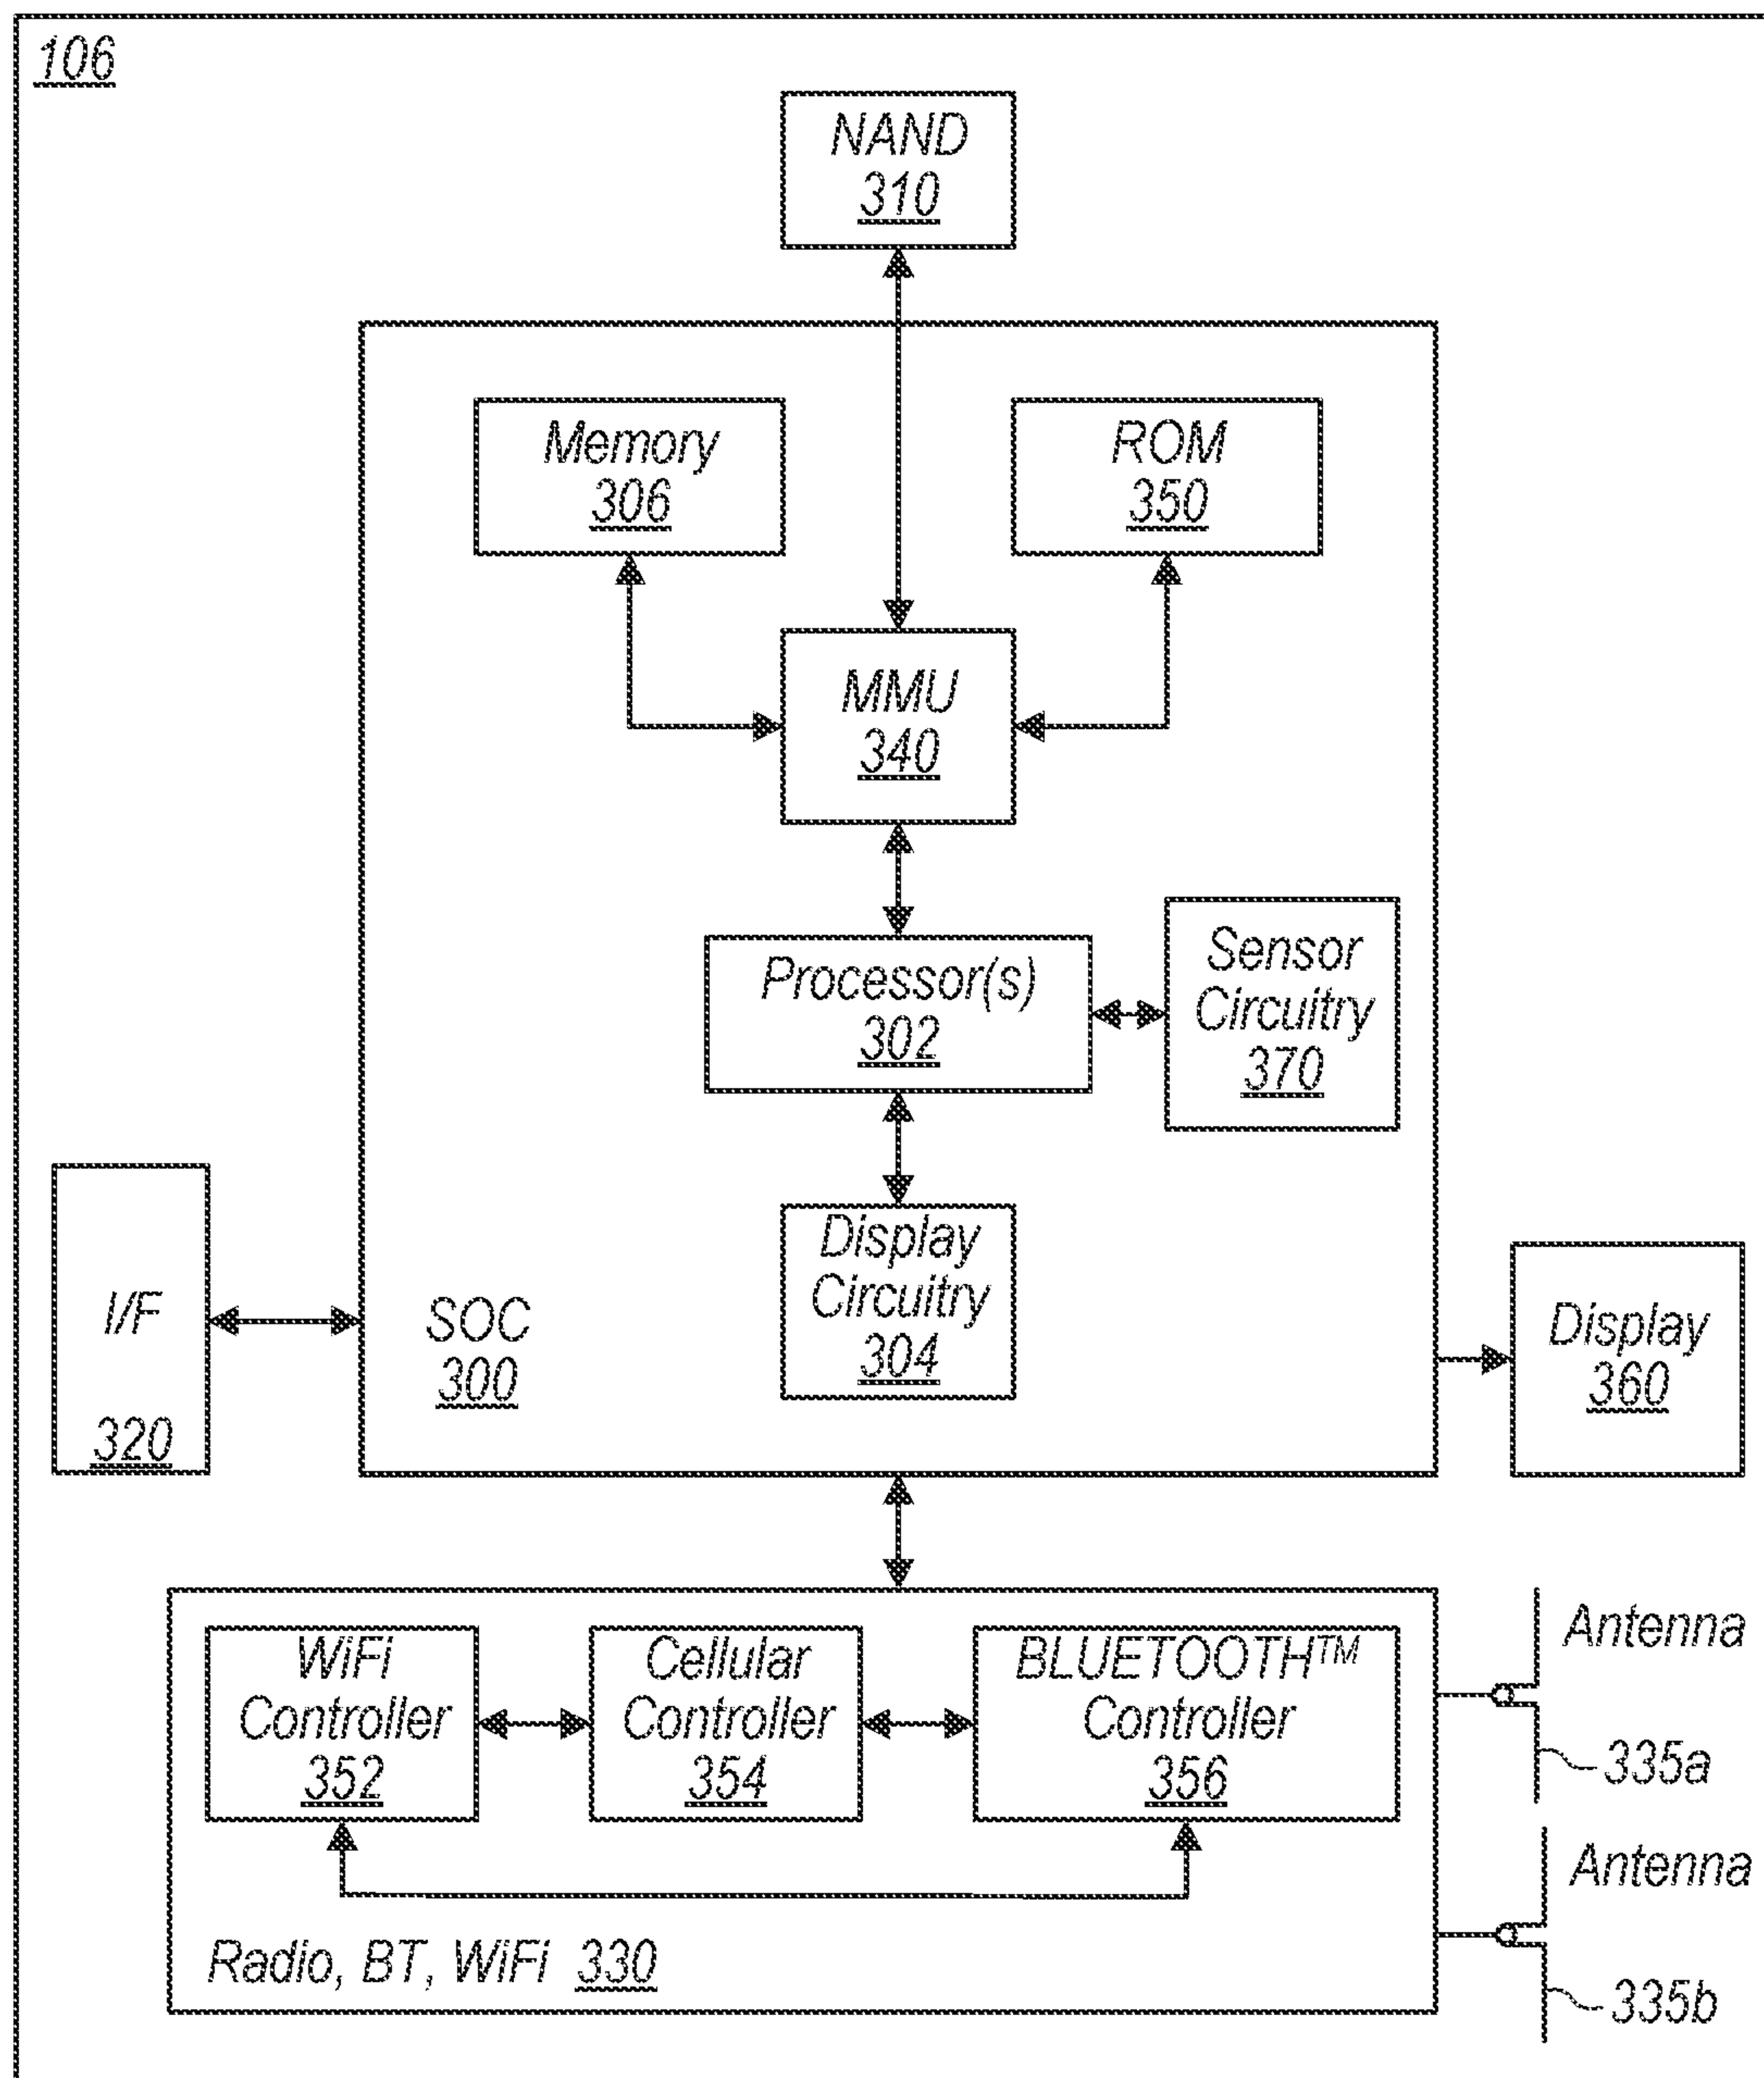 106
NAND
310
Memory
306
ROM
350
MMU
340
Processor(s)
302
Sensor
Circuitry
370
Display
Circuitry
304
I/F
320
SOC
300
Display
360
WiFi
Controller
352
Cellular
Controller
354
BLUETOOTH™
Controller
356
Antenna
335a
Antenna
335b
Radio, BT, WiFi 330